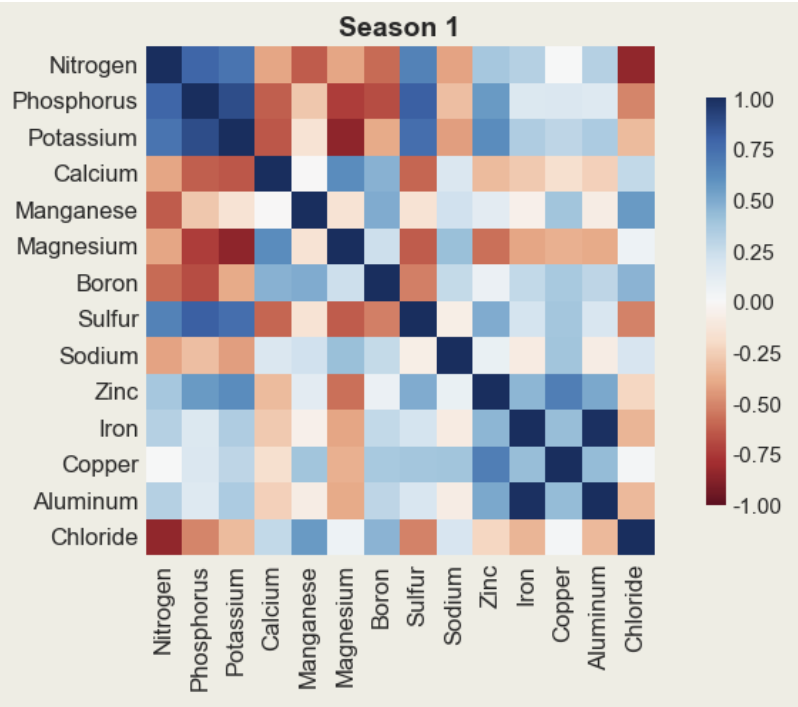 Season 1
Nitrogen
Phosphorus
Potassium
Calcium
Manganese
Magnesium
Boron
Sulfur
Sodium
Zinc
Iron
Copper
Aluminum
Chloride
1.00
0.75
0.50
0.25
0.00
-0.25
-0.50
-0.75
-1.00
Nitrogen
Phosphorus
Potassium
Calcium
Manganese
Magnesium
Boron
Sulfur
Sodium
Zinc
Iron
Copper
Aluminum
Chloride